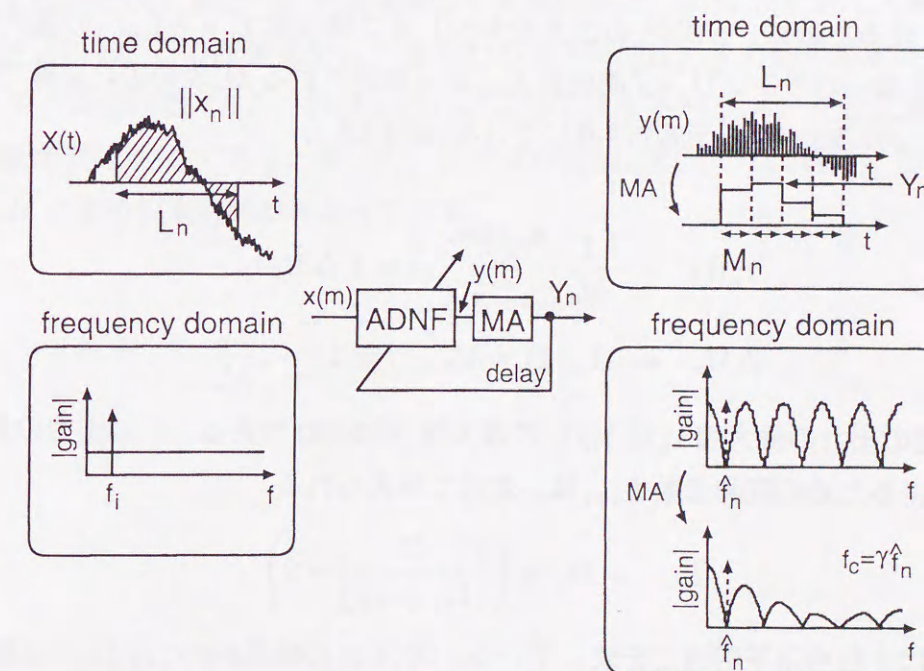 time domain
X(t)
||x_n||
L_n
t
frequency domain
|gain|
f_i
f
x(m)
ADNF
y(m)
MA
Y_n
delay
time domain
L_n
y(m)
t
MA
Y_n
t
M_n
frequency domain
|gain|
f̂_n
f
MA
|gain|
f_c=γf̂_n
f̂_n
f